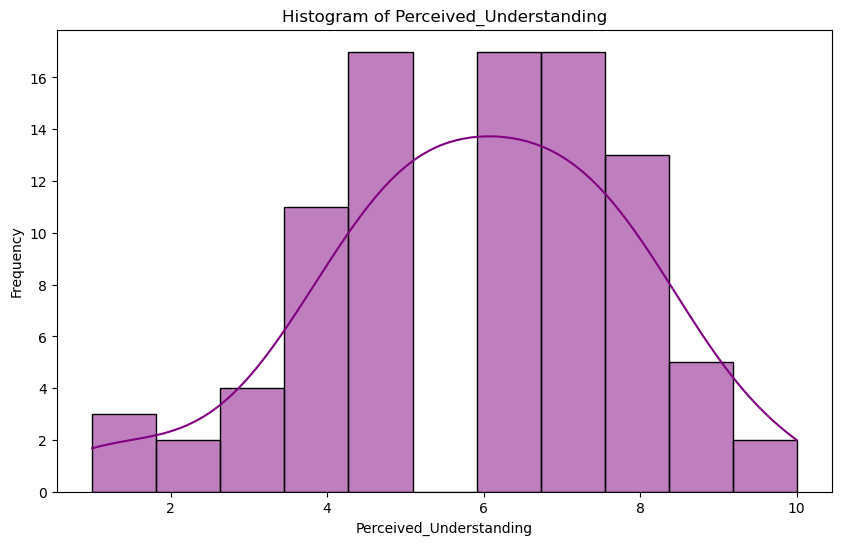 Histogram of Perceived_Understanding
16
14
12
10
8
6
4
2
0
Frequency
2 4 6 8 10
Perceived_Understanding